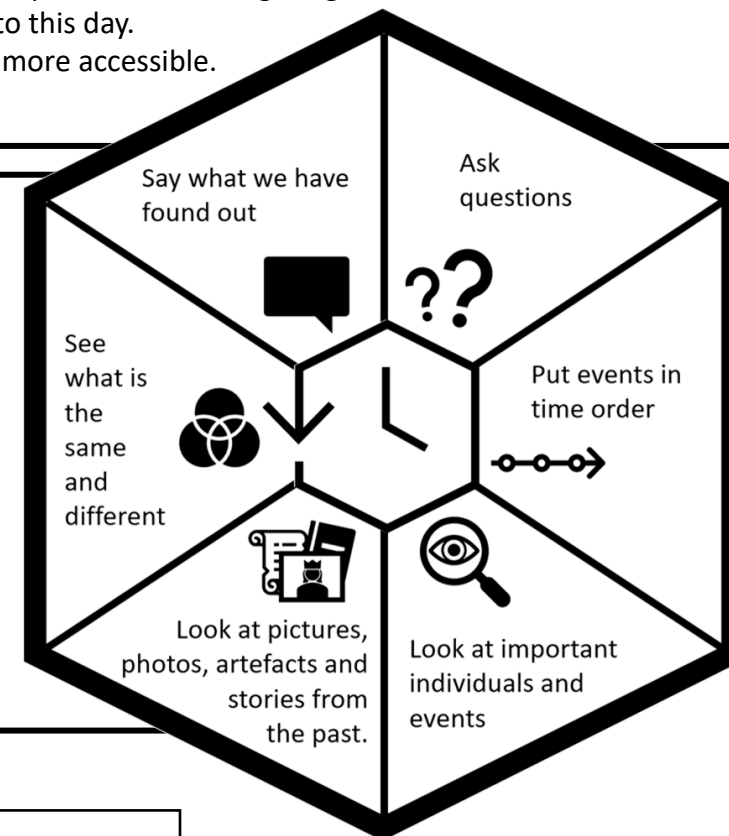 to this day.
more accessible.
Say what we have
found out
Ask
questions
??
Put events in
time order
Look at important
individuals and
events
Look at pictures,
photos, artefacts and
stories from
the past.
See
what is
the
same
and
different